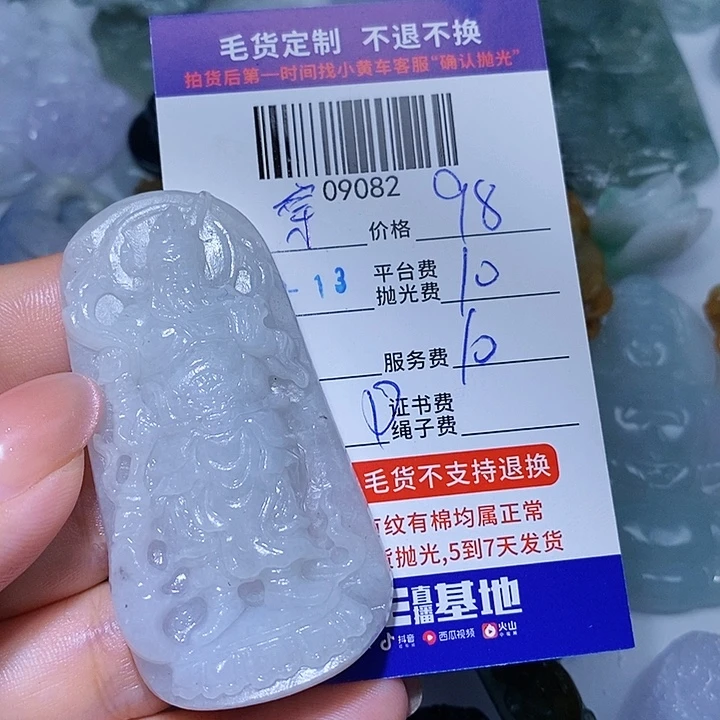 毛货定制 不退不换
拍货后第一时间找小黄车客服“确认抛光”
09082
价格 98
- 13 平台费
抛光费 10
服务费 10
证书费
绳子费
毛货不支持退换
纹有棉均属正常
抛光,5到7天发货
直播基地
抖音 西瓜视频 火山